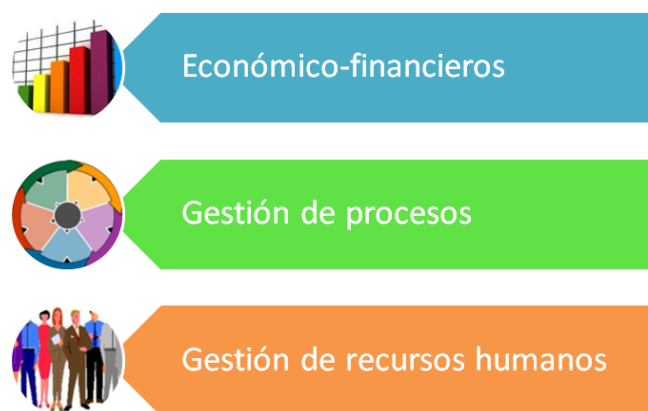 Económico-financieros
Gestión de procesos
Gestión de recursos humanos